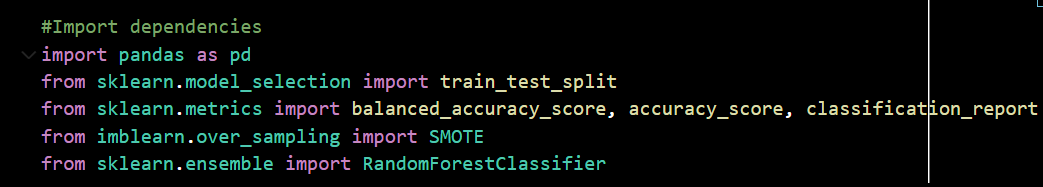 #Import dependencies
import pandas as pd
from sklearn.model_selection import train_test_split
from sklearn.metrics import balanced_accuracy_score, accuracy_score, classification_report
from imblearn.over_sampling import SMOTE
from sklearn.ensemble import RandomForestClassifier